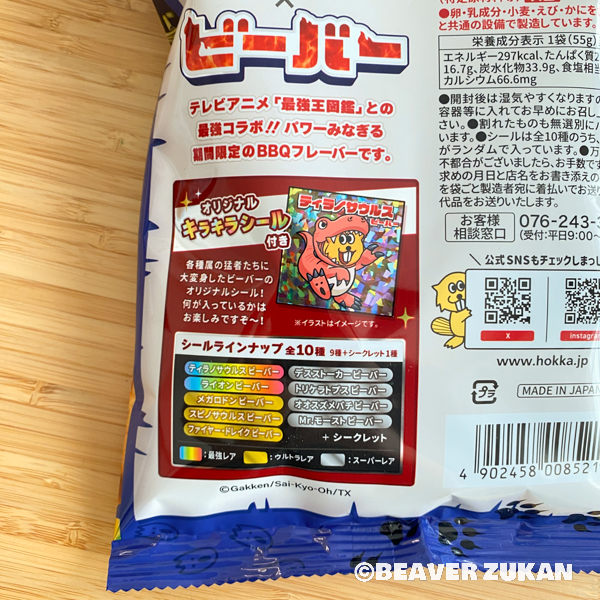 ×
ビーバー
テレビアニメ「最強王図鑑」との
最強コラボ!! パワーみなぎる
期間限定のBBQフレーバーです。
オリジナル
キラキラシール
付き
ティラノサウルス
ビーバー
各種属の猛者たちに
大変身したビーバーの
オリジナルシール!
何が入っているかは
お楽しみですぞ〜!
※イラストはイメージです。
シールラインナップ 全10種 9種+シークレット1種
ティラノサウルスビーバー
ライオンビーバー
メガロドンビーバー
スピノサウルスビーバー
ファイヤー・ドレイクビーバー
デスストーカービーバー
トリケラトプスビーバー
オオスズメバチビーバー
Mr.モーストビーバー
+ シークレット
:最強レア
:ウルトラレア
:スーパーレア
©Gakken/Sai-Kyo-Oh/TX
●卵・乳成分・小麦・えび・かにを
と共通の設備で製造しています。
栄養成分表示 1袋(55g)
エネルギー297kcal、たんぱく質
16.7g、炭水化物33.9g、食塩相
カルシウム66.6mg
●開封後は湿気やすくなります
容器等に入れてお早めにお召し
さい。●割れたものも無選別に
います。●シールは全10種のうち、
がランダムで入っています。●万
不都合がございましたら、お手数で
求めの月日と店名をお書き添えの
を袋ごと製造者宛に着払いでお送り
代品をお送りいたします。
お客様
相談窓口
076-243-
(受付:平日9:00〜
公式SNSもチェックしまっし
X
instagra
www.hokka.jp
プラ
MADE IN JAPAN
4 902458 00852
©BEAVER ZUKAN